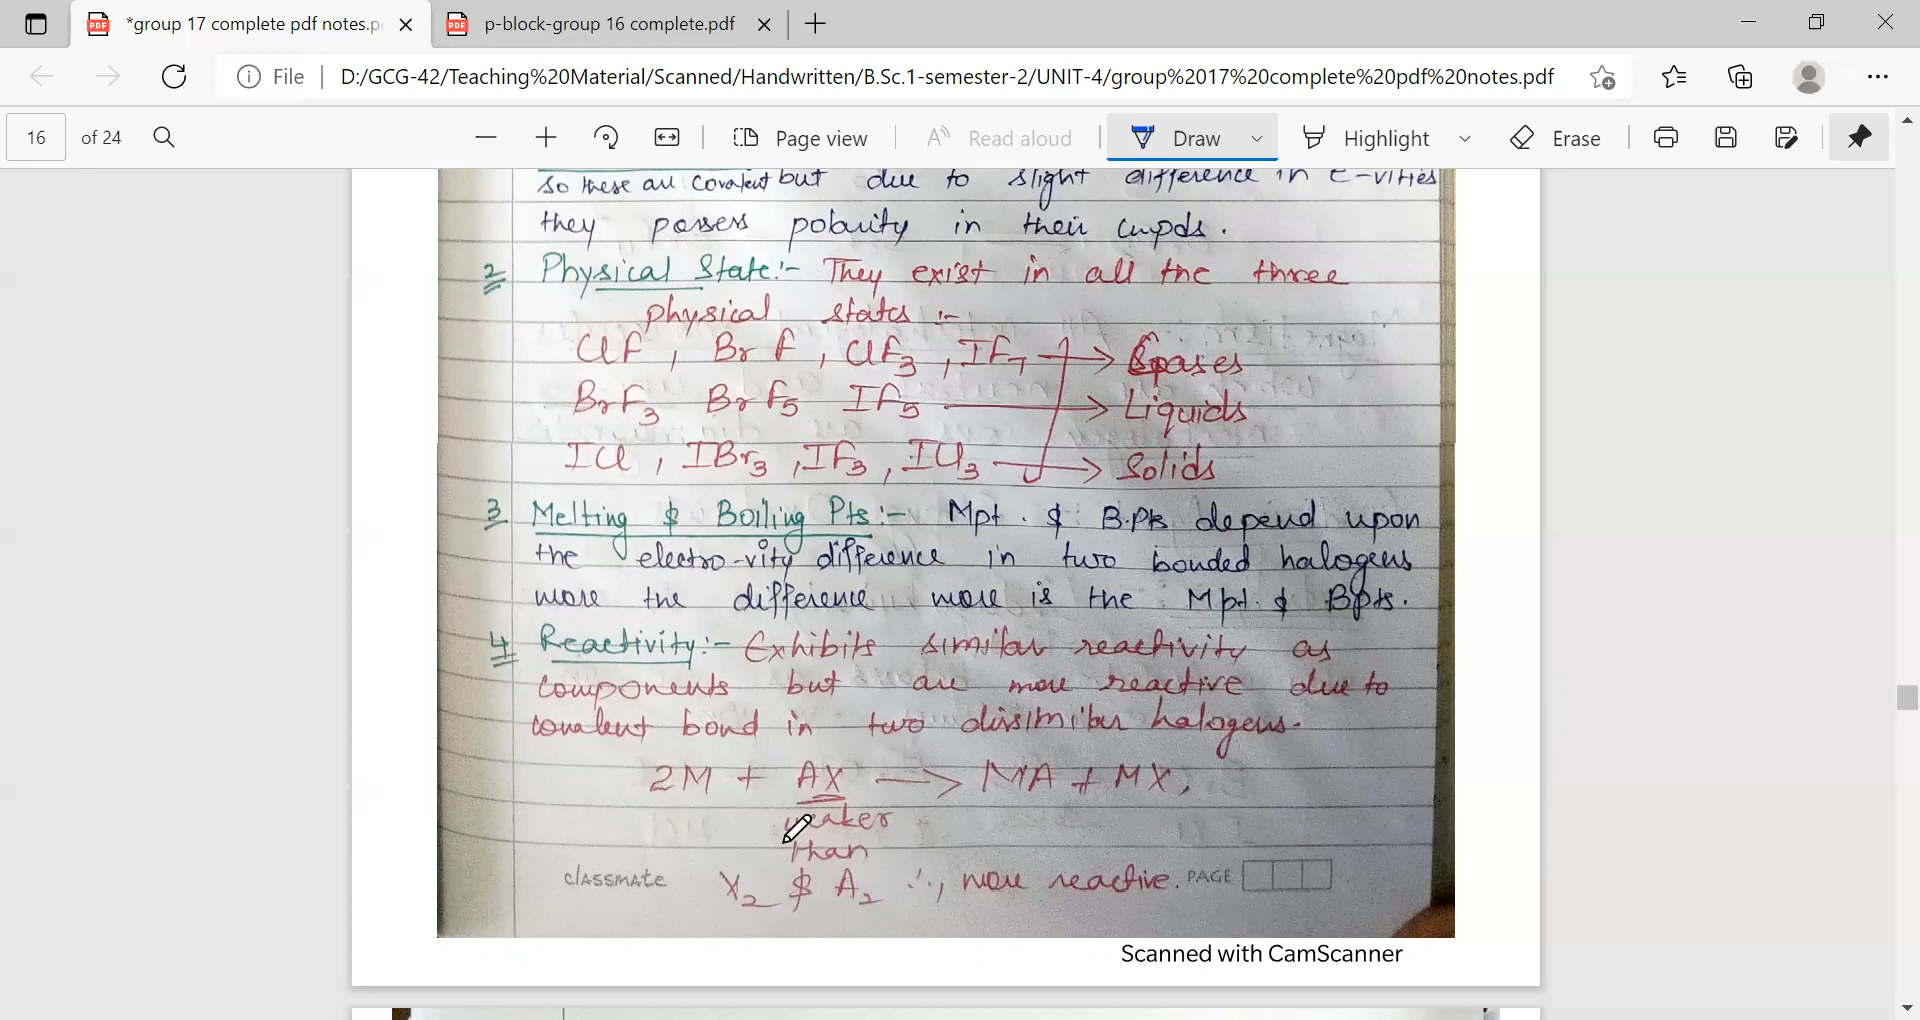 *group 17 complete pdf notes.p
p-block-group 16 complete.pdf
File
D:/GCG-42/Teaching%20Material/Scanned/Handwritten/B.Sc.1-semester-2/UNIT-4/group%2017%20complete%20pdf%20notes.pdf
16 of 24
Page view
Read aloud
Draw
Highlight
Erase
So these are covalent but due to slight difference in E-vities
they possess polarity in their cmpds.
2 Physical State:- They exist in all the three
physical states :-
ClF, BrF, ClF3, IF7 → Gases
BrF3 BrF5 IF5 → Liquids
ICl, IBr3, IF3, ICl3 → Solids
3 Melting $ Boiling Pts:- Mpt. $ B.Pts depend upon
the electro-vity difference in two bonded halogens
more the difference more is the Mpt. $ Bpts.
4 Reactivity:- Exhibits similar reactivity as
components but are more reactive due to
covalent bond in two dissimilar halogens.
2M + AX → MA + MX,
weaker
than
X2 $ A2 ∴, more reactive.
classmate
PAGE
Scanned with CamScanner